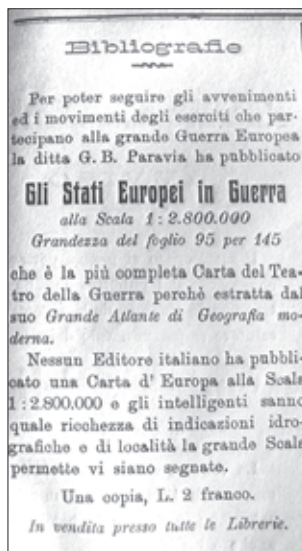 Bibliografie
Per poter seguire gli avvenimenti
ed i movimenti degli eserciti che par-
tecipano alla grande Guerra Europea
la ditta G. B. Paravia ha pubblicato
Gli Stati Europei in Guerra
alla Scala 1:2.800.000
Grandezza del foglio 95 per 145
che è la più completa Carta del Tea-
tro della Guerra perchè estratta dal
suo Grande Atlante di Geografia mo-
derna.
Nessun Editore italiano ha pubbli-
cato una Carta d' Europa alla Scala
1:2.800.000 e gli intelligenti sanno
quale ricchezza di indicazioni idro-
grafiche e di località la grande Scala
permette vi siano segnate.
Una copia, L. 2 franco.
In vendita presso tutte le Librerie.